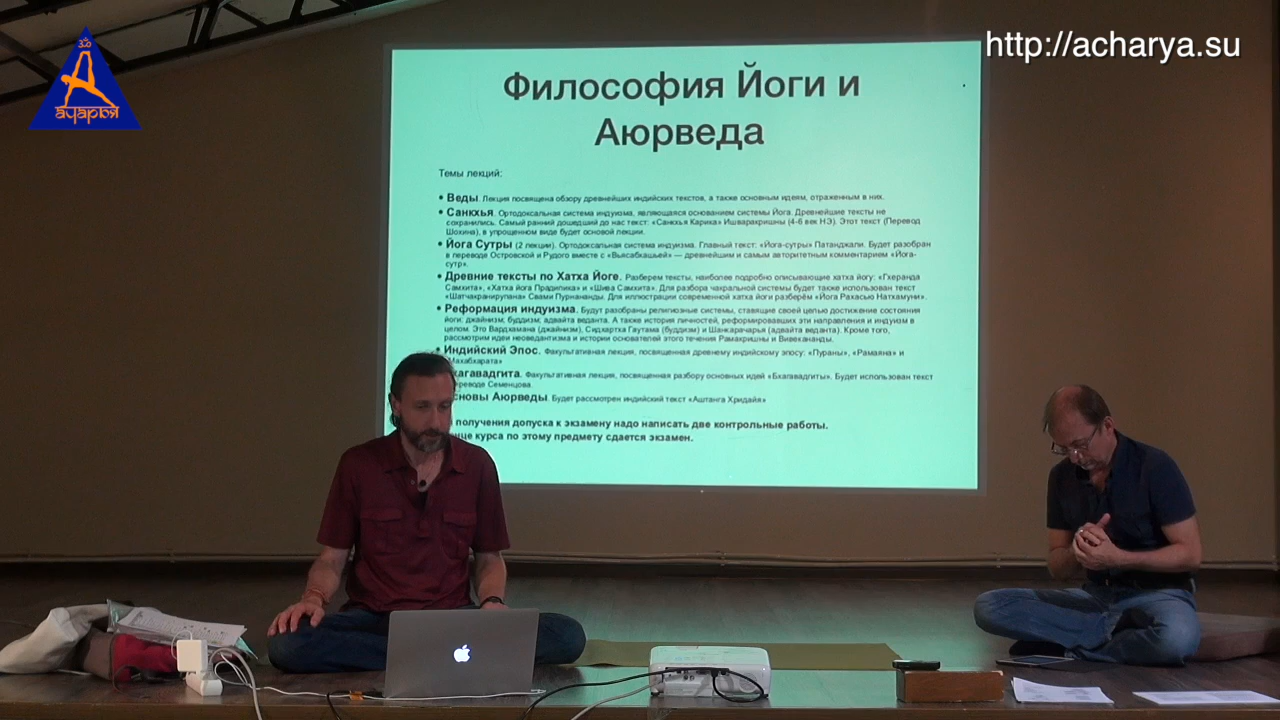 http://acharya.su
ॐ
ачарья
Философия Йоги и
Аюрведа
Темы лекций:
• Веды. Лекция посвящена обзору древнейших индийских текстов, а также основным идеям, отраженным в них.
• Санкхья. Ортодоксальная система индуизма, являющаяся основанием системы Йога. Древнейшие тексты не
сохранились. Самый ранний дошедший до нас текст: «Санкхья Карика» Ишваракришны (4-6 век НЭ). Этот текст (Перевод
Шохина), в упрощенном виде будет основой лекции.
• Йога Сутры (2 лекции). Ортодоксальная система индуизма. Главный текст: «Йога-сутры» Патанджали. Будет разобран
в переводе Островской и Рудого вместе с «Вьясабхашьей» — древнейшим и самым авторитетным комментарием «Йога-
сутр».
• Древние тексты по Хатха Йоге. Разберем тексты, наиболее подробно описывающие хатха йогу: «Гхеранда
Самхита», «Хатха йога Прадипика» и «Шива Самхита». Для разбора чакральной системы будет также использован текст
«Шатчакранирупана» Свами Пурнананды. Для иллюстрации современной хатха йоги разберём «Йога Рахасью Натхамуни».
• Реформация индуизма. Будут разобраны религиозные системы, ставящие своей целью достижение состояния
йоги: джайнизм; буддизм; адвайта веданта. А также история личностей, реформировавших эти направления и индуизм в
целом. Это Вардхамана (джайнизм), Сиддхартха Гаутама (буддизм) и Шанкарачарья (адвайта веданта). Кроме того,
рассмотрим идеи неоведантизма и истории основателей этого течения Рамакришны и Вивекананды.
• Индийский Эпос. Факультативная лекция, посвященная древнему индийскому эпосу: «Пураны», «Рамаяна» и
Махабхарата»
хагавадгита. Факультативная лекция, посвященная разбору основных идей «Бхагавадгиты». Будет использован текст
переводе Семенцова.
сновы Аюрведы. Будет рассмотрен индийский текст «Аштанга Хридайя»
получения допуска к экзамену надо написать две контрольные работы.
нце курса по этому предмету сдается экзамен.